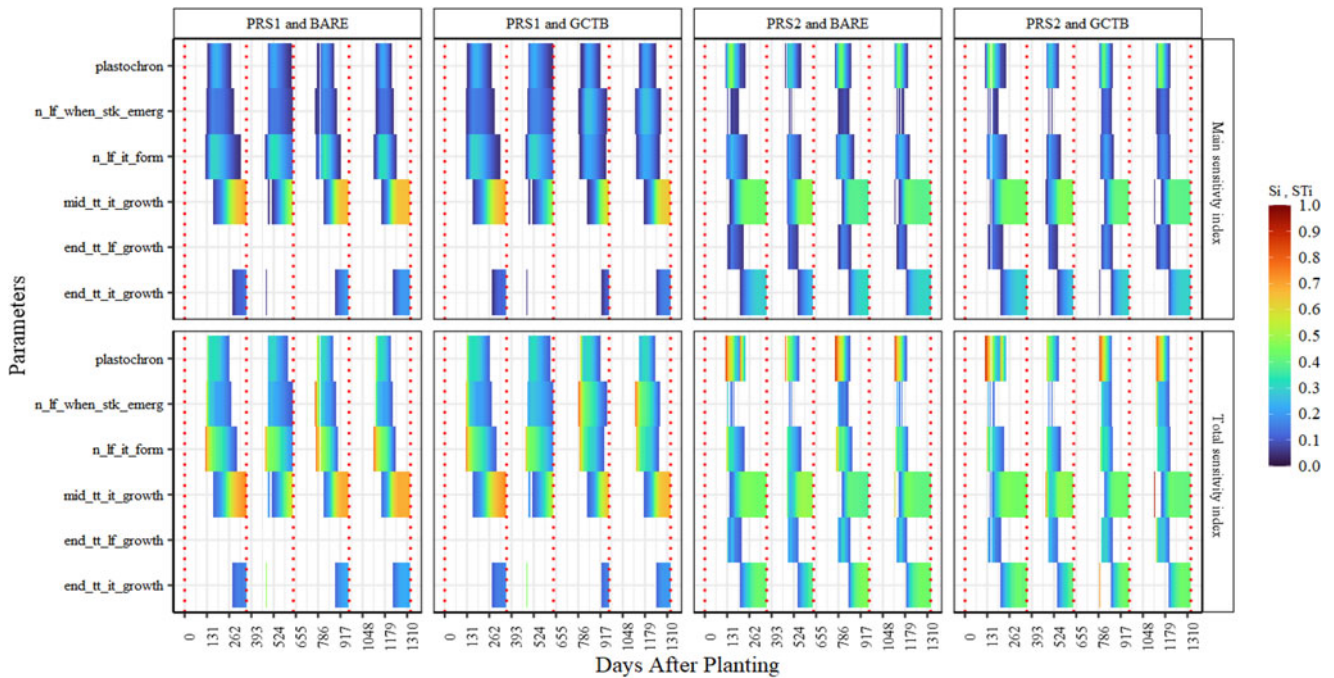 PRS1 and BARE
PRS1 and GCTB
PRS2 and BARE
PRS2 and GCTB
plastochron
n_lf_when_stk_emerg
n_lf_it_form
mid_tt_it_growth
end_tt_lf_growth
end_tt_it_growth
Main sensitivity index
plastochron
n_lf_when_stk_emerg
n_lf_it_form
mid_tt_it_growth
end_tt_lf_growth
end_tt_it_growth
Total sensitvity index
Parameters
0 131 262 393 524 655 786 917 1048 1179 1310
0 131 262 393 524 655 786 917 1048 1179 1310
0 131 262 393 524 655 786 917 1048 1179 1310
0 131 262 393 524 655 786 917 1048 1179 1310
Days After Planting
Si , STi
1.0
0.9
0.8
0.7
0.6
0.5
0.4
0.3
0.2
0.1
0.0